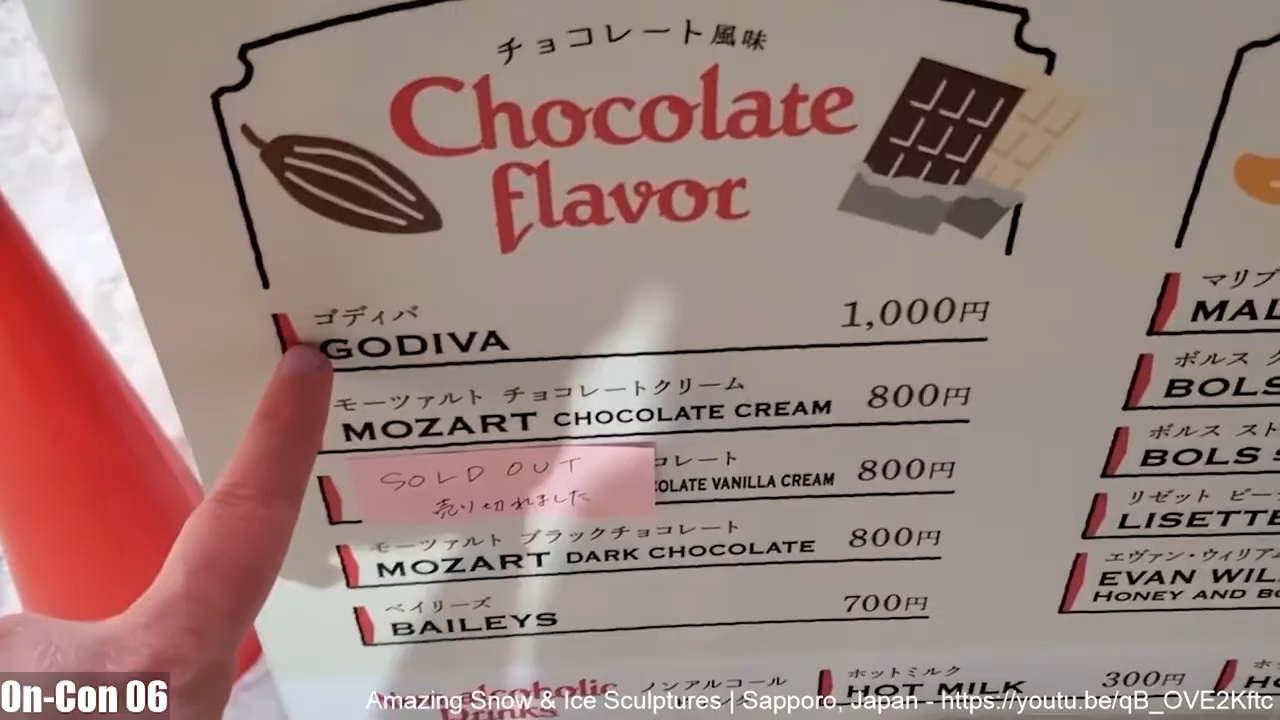 チョコレート風味
Chocolate
flavor
ゴディバ
GODIVA 1,000円
モーツァルト チョコレートクリーム
MOZART CHOCOLATE CREAM 800円
SOLD OUT
売り切れました
コレート
OLATE VANILLA CREAM 800円
モーツァルト ブラックチョコレート
MOZART DARK CHOCOLATE 800円
ベイリーズ
BAILEYS 700円
ノンアルコール
Drinks
ホットミルク
HOT MILK 300円
マリブ
MAL
ボルス
BOLS
ボルス スト
BOLS S
リゼット ピー
LISETTE
エヴァン・ウィリア
EVAN WIL
HONEY AND BO
ホ
HO
On-Con 06
Amazing Snow & Ice Sculptures | Sapporo, Japan - https://youtu.be/qB_OVE2Kftc